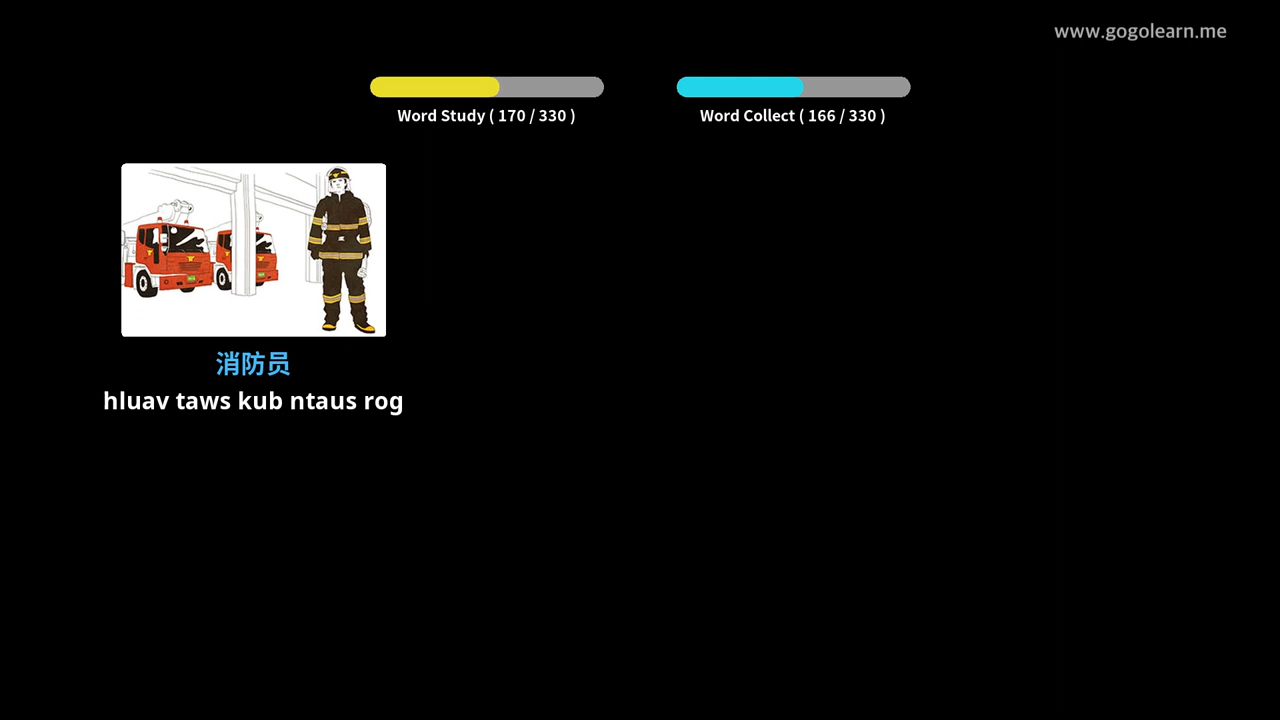 www.gogolearn.me
Word Study ( 170 / 330 )
Word Collect ( 166 / 330 )
消防员
hluav taws kub ntaus rog